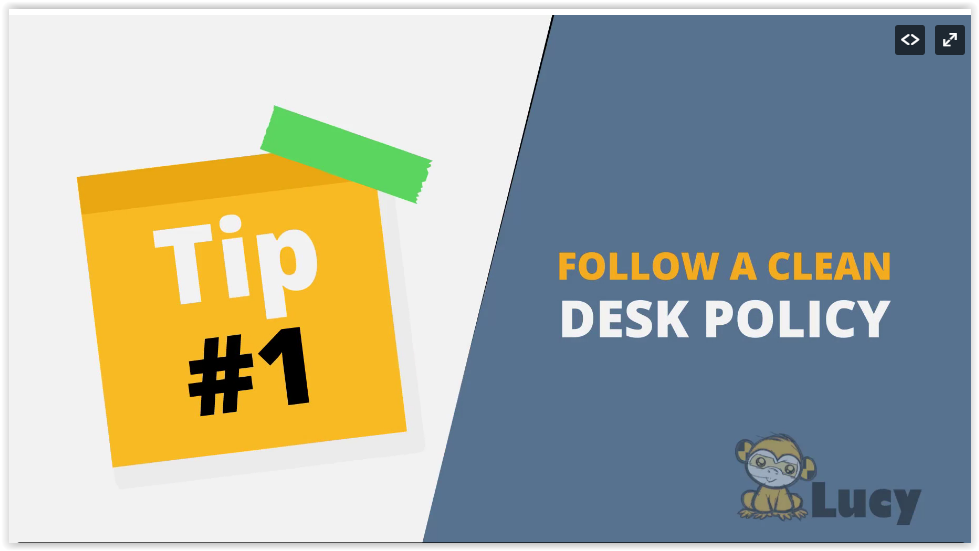 Tip
#1
FOLLOW A CLEAN
DESK POLICY
Lucy